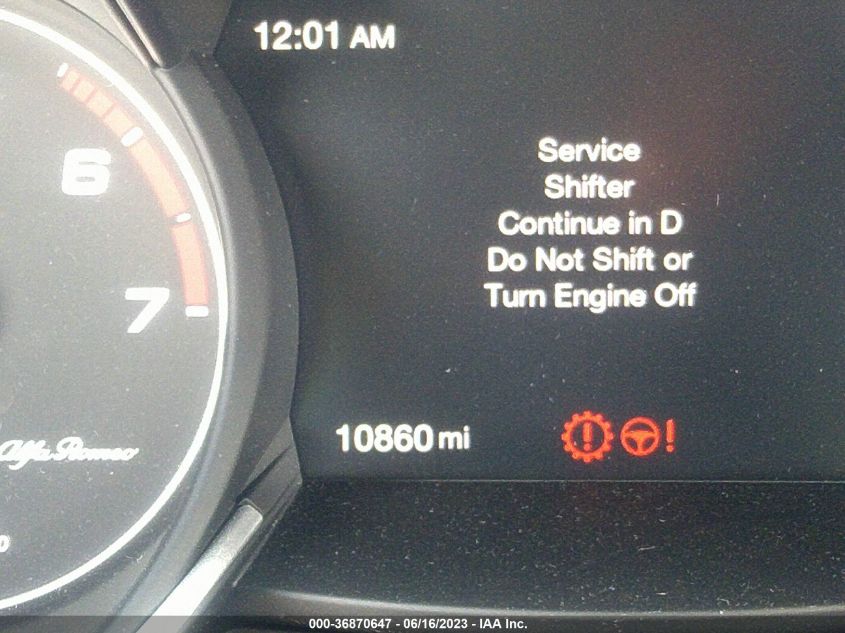 12:01 AM
Service
Shifter
Continue in D
Do Not Shift or
Turn Engine Off
6
7
10860 mi
Alfa Romeo
0
000-36870647 - 06/16/2023 - IAA Inc.